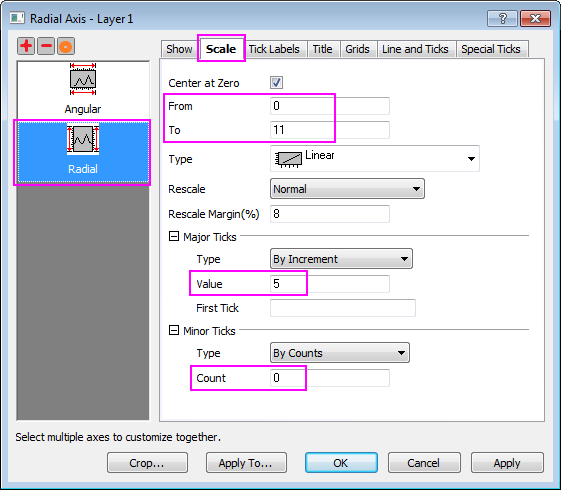 Radial Axis - Layer1
Show Scale Tick Labels Title Grids Line and Ticks Special Ticks
Angular
Radial
Center at Zero
From 0
To 11
Type Linear
Rescale Normal
Rescale Margin(%) 8
Major Ticks
Type By Increment
Value 5
First Tick
Minor Ticks
Type By Counts
Count 0
Select multiple axes to customize together.
Crop... Apply To... OK Cancel Apply